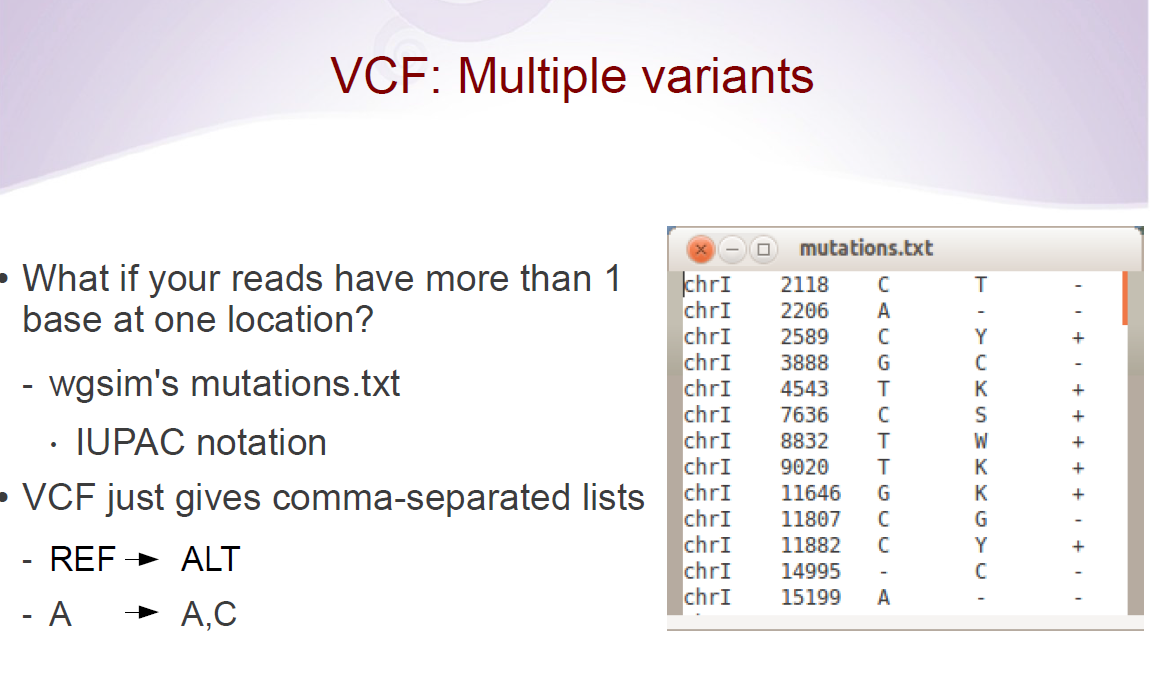 VCF: Multiple variants
• What if your reads have more than 1
base at one location?
- wgsim's mutations.txt
• IUPAC notation
• VCF just gives comma-separated lists
- REF → ALT
- A → A,C
mutations.txt
chrI 2118 C T -
chrI 2206 A - -
chrI 2589 C Y +
chrI 3888 G C -
chrI 4543 T K +
chrI 7636 C S +
chrI 8832 T W +
chrI 9020 T K +
chrI 11646 G K +
chrI 11807 C G -
chrI 11882 C Y +
chrI 14995 - C -
chrI 15199 A - -